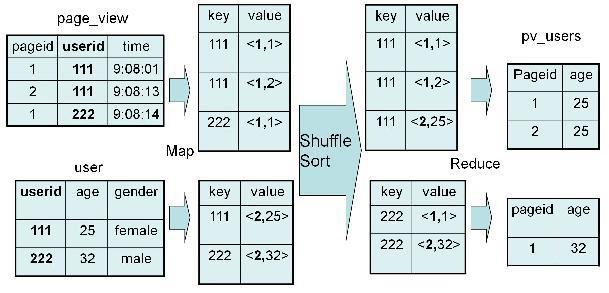 page_view
pageid userid time
1 111 9:08:01
2 111 9:08:13
1 222 9:08:14
key value
111 <1,1>
111 <1,2>
222 <1,1>
Map
user
userid age gender
111 25 female
222 32 male
key value
111 <2,25>
222 <2,32>
Shuffle
Sort
key value
111 <1,1>
111 <1,2>
111 <2,25>
Reduce
key value
222 <1,1>
222 <2,32>
pv_users
Pageid age
1 25
2 25
pageid age
1 32